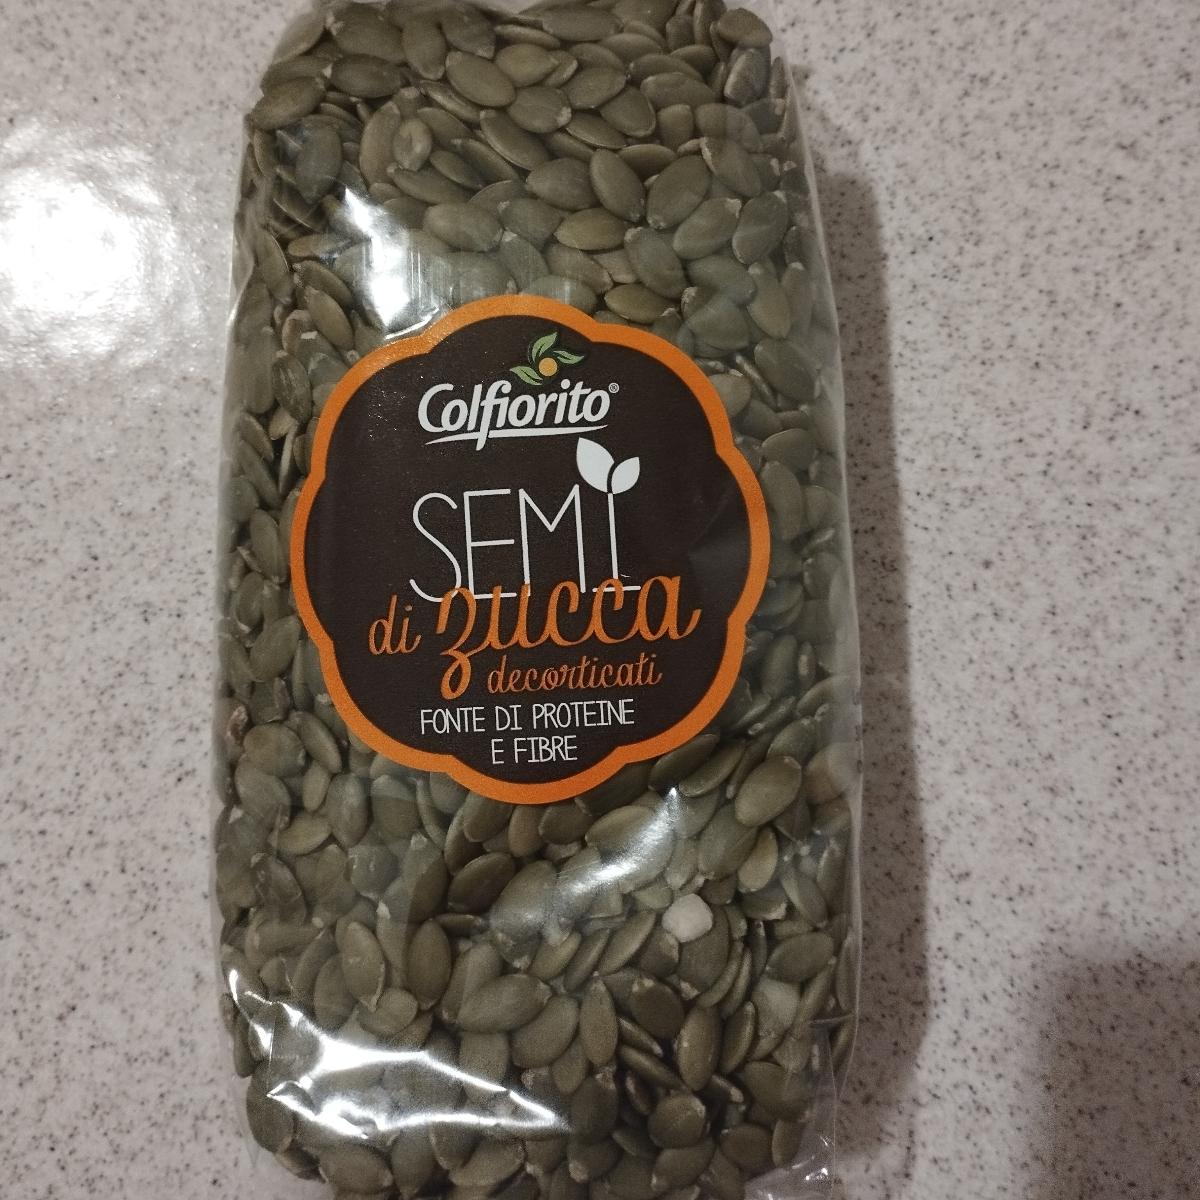 Colfiorito®
SEMI
di zucca
decorticati
FONTE DI PROTEINE
E FIBRE